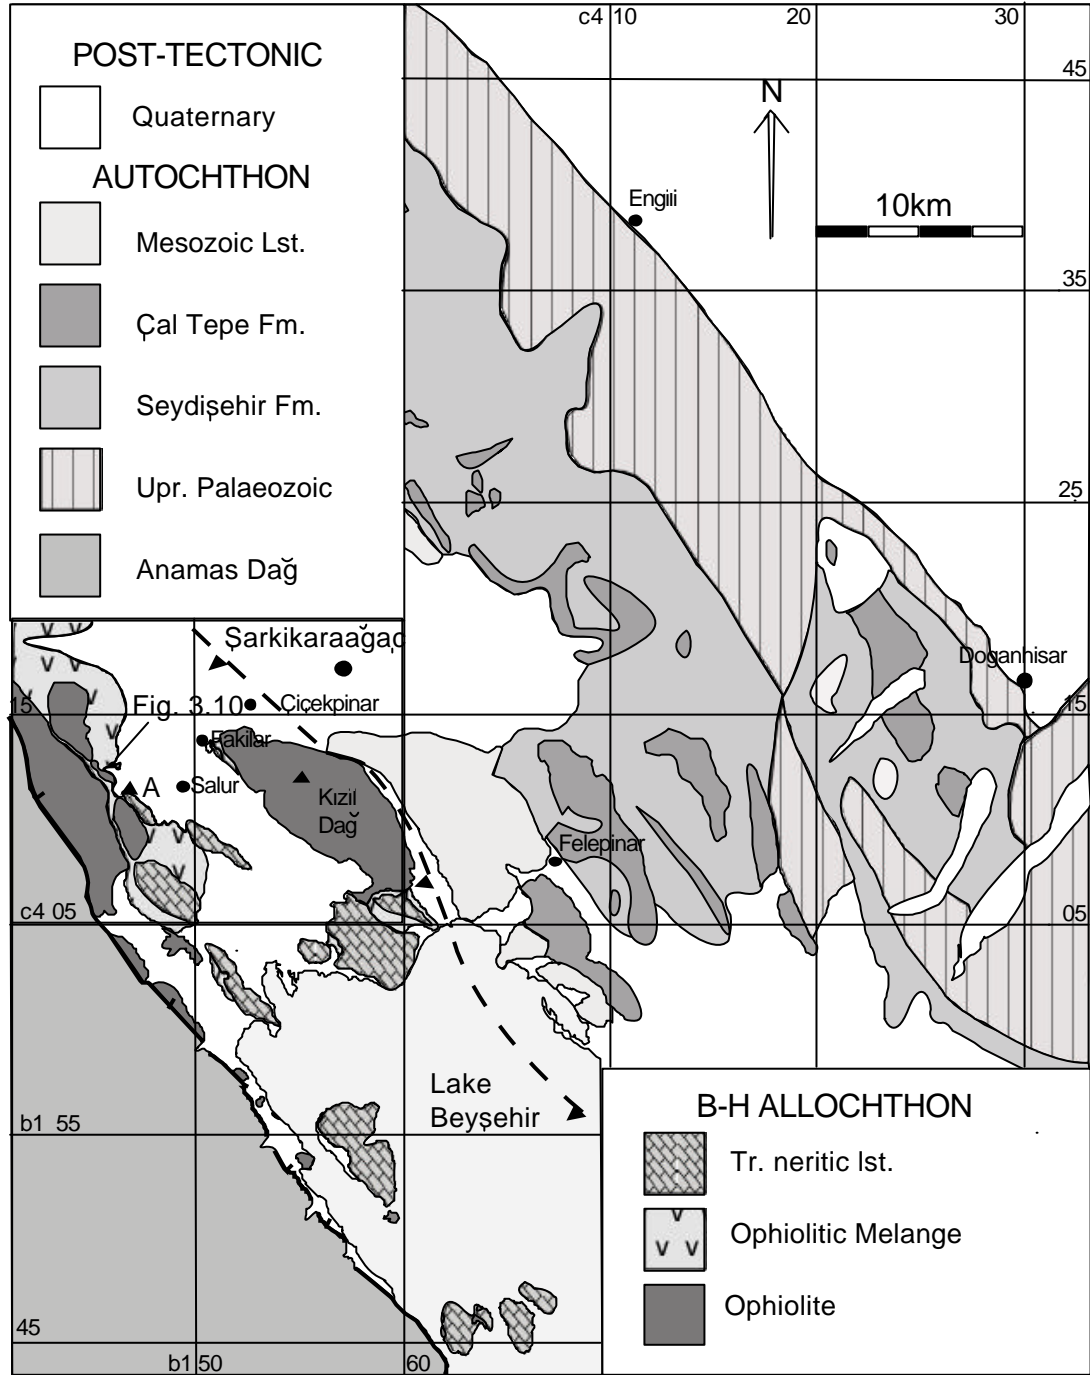 POST-TECTONIC
Quaternary
AUTOCHTHON
Mesozoic Lst.
Çal Tepe Fm.
Seydişehir Fm.
Upr. Palaeozoic
Anamas Dağ
c4 10
20
30
45
N
Engili
10km
35
25
Şarkikaraağaç
Doganhisar
Çiçekpinar
15
Fig. 3.10
15
Fakilar
A
Salur
Kızıl
Dağ
Felepinar
c4 05
05
Lake
Beyşehir
b1 55
B-H ALLOCHTHON
Tr. neritic lst.
Ophiolitic Melange
Ophiolite
45
b1 50
60